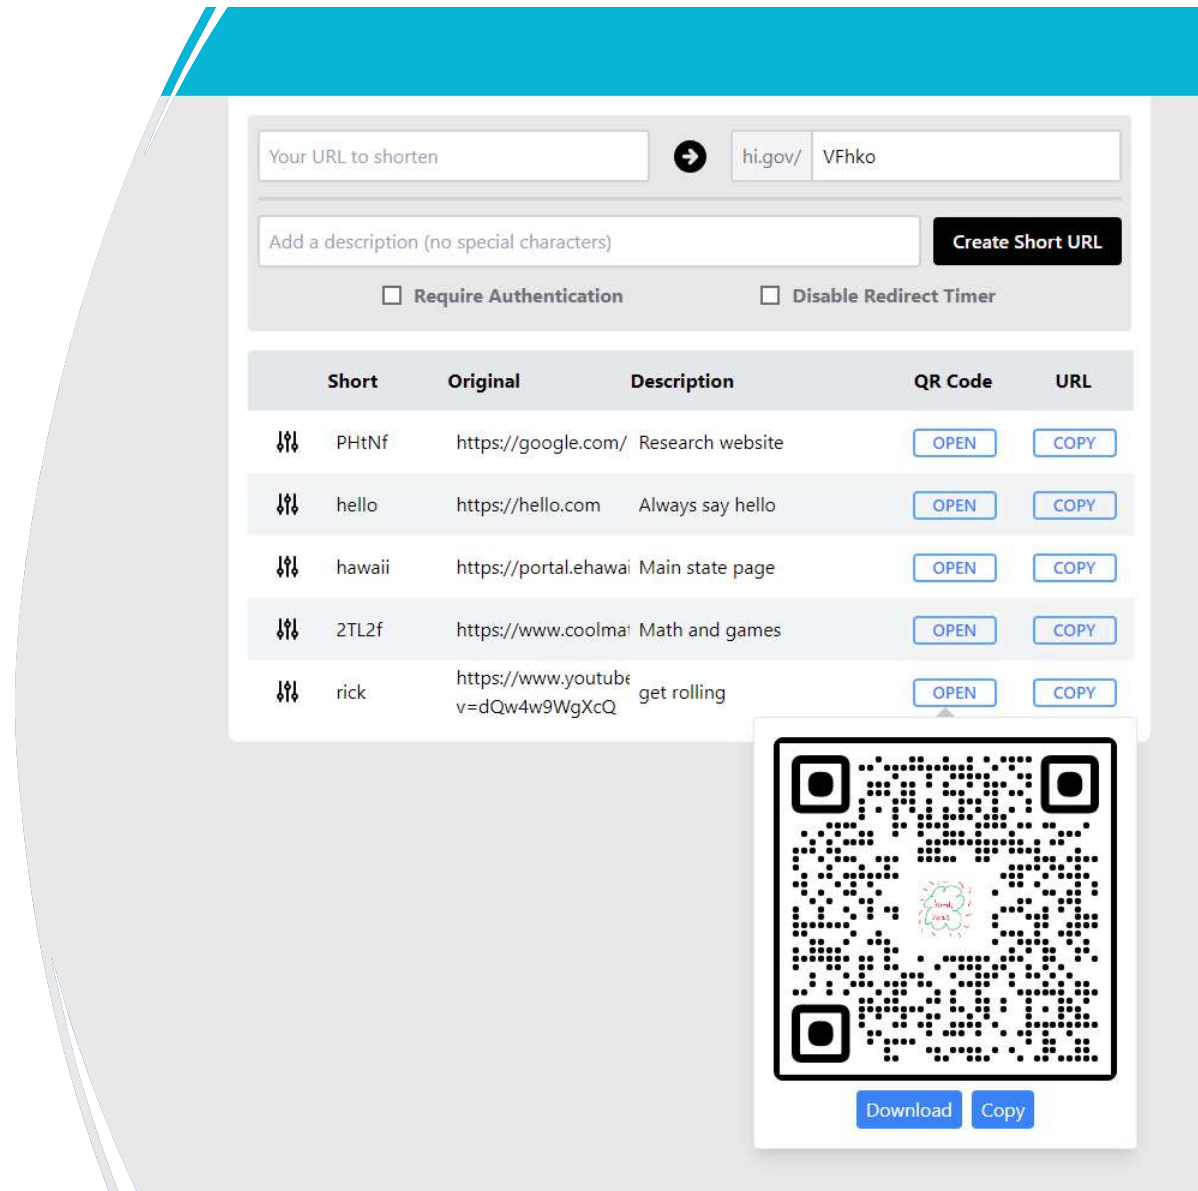 Your URL to shorten hi.gov/ VFhko
Add a description (no special characters) Create Short URL
Require Authentication Disable Redirect Timer
Short Original Description QR Code URL
PHtNf https://google.com/ Research website OPEN COPY
hello https://hello.com Always say hello OPEN COPY
hawaii https://portal.ehawai Main state page OPEN COPY
2TL2f https://www.coolmat Math and games OPEN COPY
rick https://www.youtube v=dQw4w9WgXcQ get rolling OPEN COPY
Download Copy